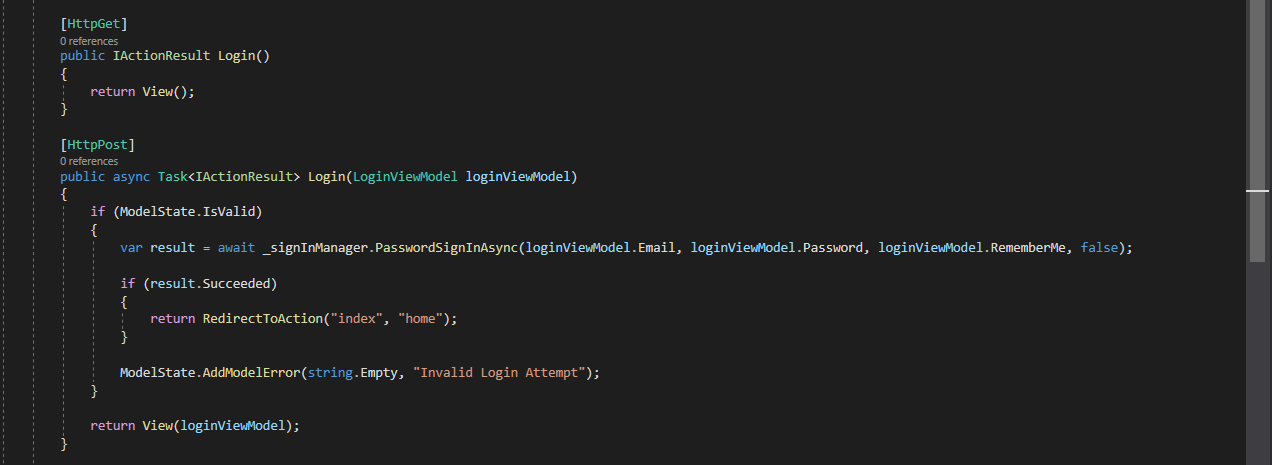 [HttpGet]
0 references
public IActionResult Login()
{
return View();
}
[HttpPost]
0 references
public async Task<IActionResult> Login(LoginViewModel loginViewModel)
{
if (ModelState.IsValid)
{
var result = await _signInManager.PasswordSignInAsync(loginViewModel.Email, loginViewModel.Password, loginViewModel.RememberMe, false);
if (result.Succeeded)
{
return RedirectToAction("index", "home");
}
ModelState.AddModelError(string.Empty, "Invalid Login Attempt");
}
return View(loginViewModel);
}